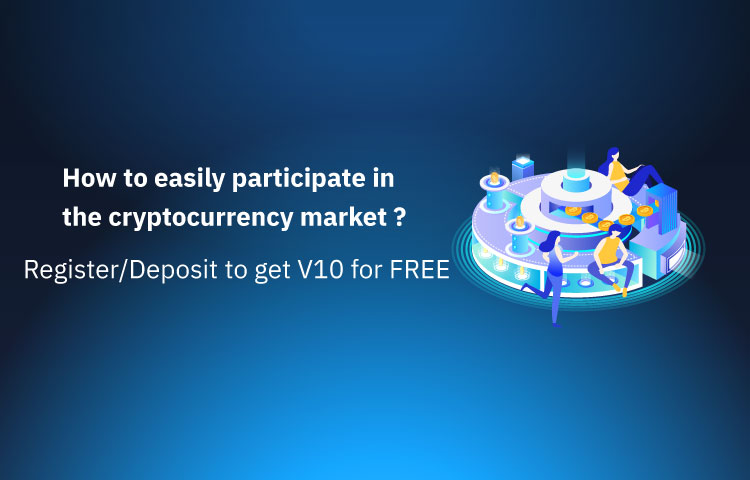 How to easily participate in
the cryptocurrency market ?
Register/Deposit to get V10 for FREE